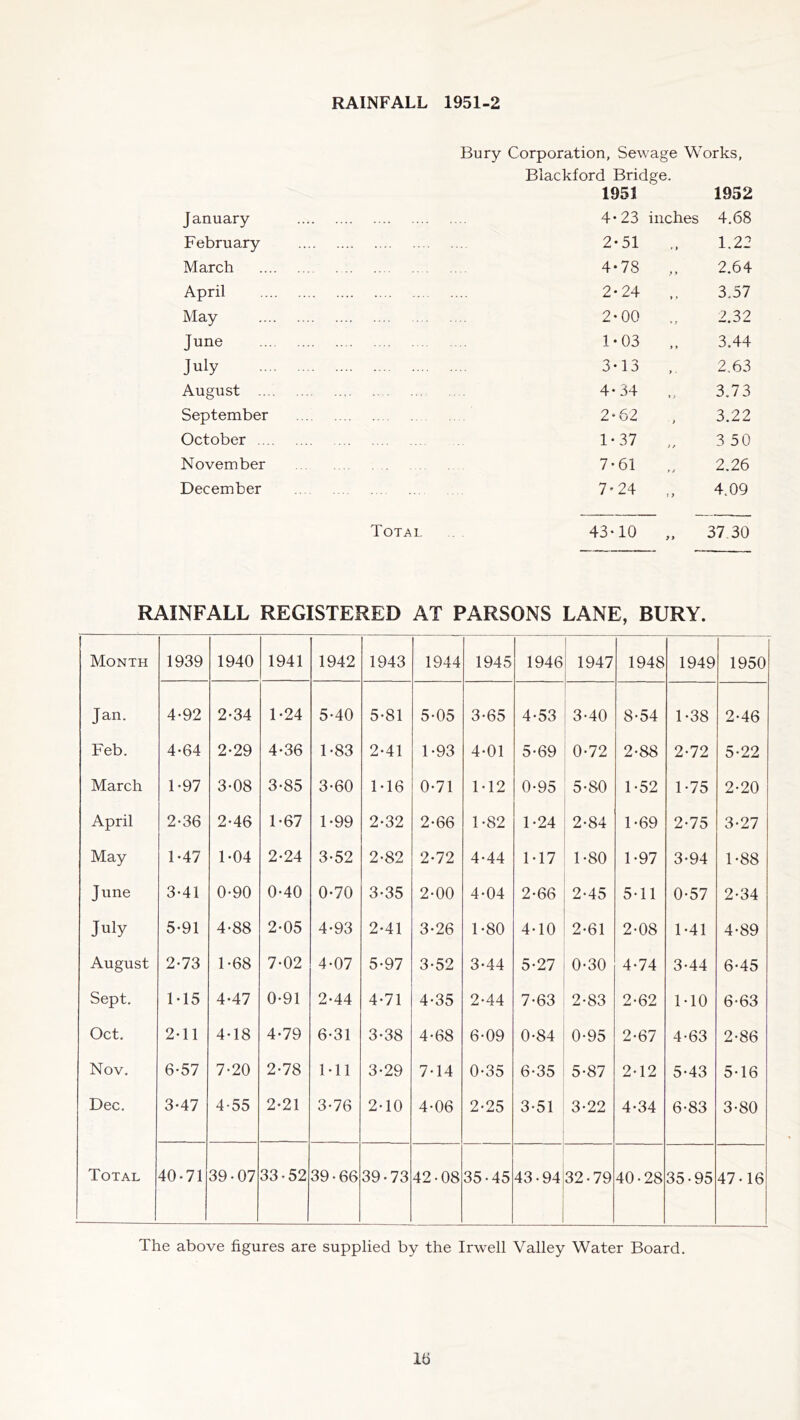 RAINFALL 1951-2
Bury Corporation, Sewage Works,
Blackford Bridge.
1951 1952
January .... .... .... .... .... 4·23 inches 4.68
February .... .... .... .... .... 2·51 ,, 1.22
March .... .... .... .... .... .... 4·78 ,, 2.64
April .... .... .... .... .... .... 2·24 ,, 3.57
May .... .... .... .... .... .... 2·00 ,, 2.32
June .... .... .... .... .... .... 1·03 ,, 3.44
July .... .... .... .... .... .... 3·13 ,, 2.63
August .... .... .... .... .... .... 4·34 ,, 3.73
September .... .... .... .... .... 2·62 , 3.22
October .... .... .... .... .... .... 1·37 ,, 3 50
November .... .... .... .... .... 7·61 ,, 2.26
December .... .... .... .... .... 7·24 ,, 4.09
TOTAL .... 43·10 ,, 37 30
RAINFALL REGISTERED AT PARSONS LANE, BURY.
MONTH 1939 1940 1941 1942 1943 1944 1945 1946 1947 1948 1949 1950
Jan. 4·92 2·34 1·24 5·40 5·81 5·05 3·65 4·53 3·40 8·54 1·38 2·46
Feb. 4·64 2·29 4·36 1·83 2·41 1·93 4·01 5·69 0·72 2·88 2·72 5·22
March 1·97 3·08 3·85 3·60 1·16 0·71 1·12 0·95 5·80 1·52 1·75 2·20
April 2·36 2·46 1·67 1·99 2·32 2·66 1·82 1·24 2·84 1·69 2·75 3·27
May 1·47 1·04 2·24 3·52 2·82 2·72 4·44 1·17 1·80 1·97 3·94 1·88
June 3·41 0·90 0·40 0·70 3·35 2·00 4·04 2·66 2·45 5·11 0·57 2·34
July 5·91 4·88 2·05 4·93 2·41 3·26 1·80 4·10 2·61 2·08 1·41 4·89
August 2·73 1·68 7·02 4·07 5·97 3·52 3·44 5·27 0·30 4·74 3·44 6·45
Sept. 1·15 4·47 0·91 2·44 4·71 4·35 2·44 7·63 2·83 2·62 1·10 6·63
Oct. 2·11 4·18 4·79 6·31 3·38 4·68 6·09 0·84 0·95 2·67 4·63 2·86
Nov. 6·57 7·20 2·78 1·11 3·29 7·14 0·35 6·35 5·87 2·12 5·43 5·16
Dec. 3·47 4·55 2·21 3·76 2·10 4·06 2·25 3·51 3·22 4·34 6·83 3·80
TOTAL 40·71 39·07 33·52 39·66 39·73 42·08 35·45 43·94 32·79 40·28 35·95 47·16
The above figures are supplied by the Irwell Valley Water Board.
16